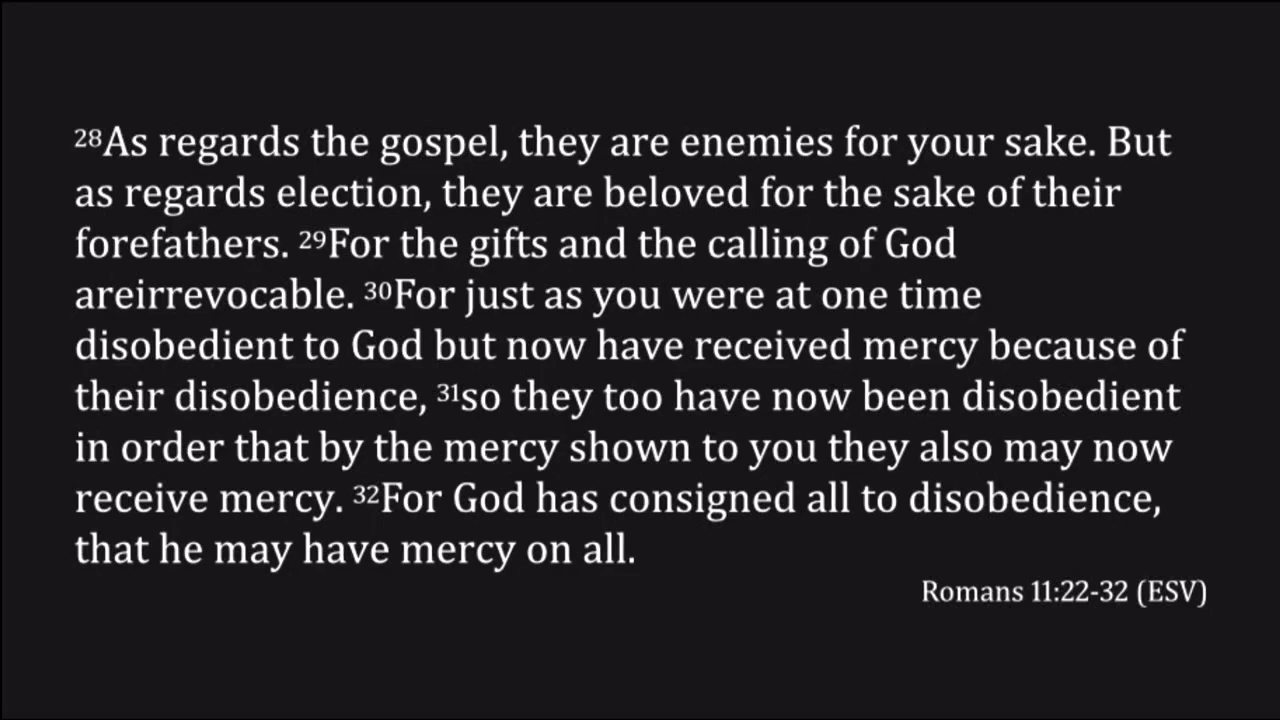 28As regards the gospel, they are enemies for your sake. But
as regards election, they are beloved for the sake of their
forefathers. 29For the gifts and the calling of God
areirrevocable. 30For just as you were at one time
disobedient to God but now have received mercy because of
their disobedience, 31so they too have now been disobedient
in order that by the mercy shown to you they also may now
receive mercy. 32For God has consigned all to disobedience,
that he may have mercy on all.
Romans 11:22-32 (ESV)